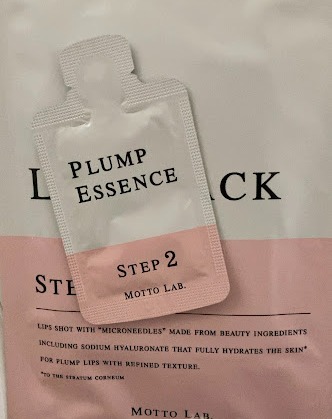 PLUMP
ESSENCE
STEP 2
MOTTO LAB.
L
ACK
STE
LIPS SHOT WITH "MICRONEEDLES" MADE FROM BEAUTY INGREDIENTS
INCLUDING SODIUM HYALURONATE THAT FULLY HYDRATES THE SKIN*
FOR PLUMP LIPS WITH REFINED TEXTURE.
*TO THE STRATUM CORNEUM
MOTTO LAB.